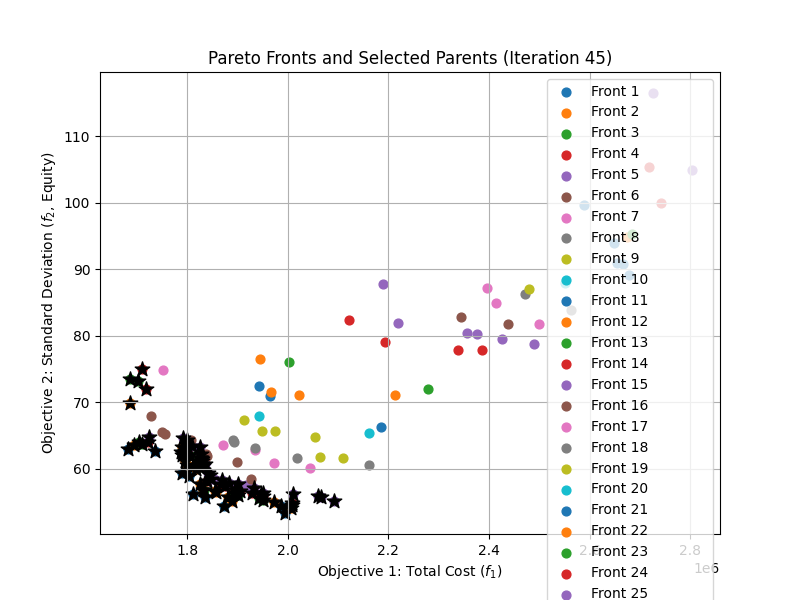 Pareto Fronts and Selected Parents (Iteration 45)
Objective 2: Standard Deviation (f2, Equity)
110
100
90
80
70
60
1.8
2.0
2.2
2.4
2.6
2.8
1e6
Objective 1: Total Cost (f1)
Front 1
Front 2
Front 3
Front 4
Front 5
Front 6
Front 7
Front 8
Front 9
Front 10
Front 11
Front 12
Front 13
Front 14
Front 15
Front 16
Front 17
Front 18
Front 19
Front 20
Front 21
Front 22
Front 23
Front 24
Front 25